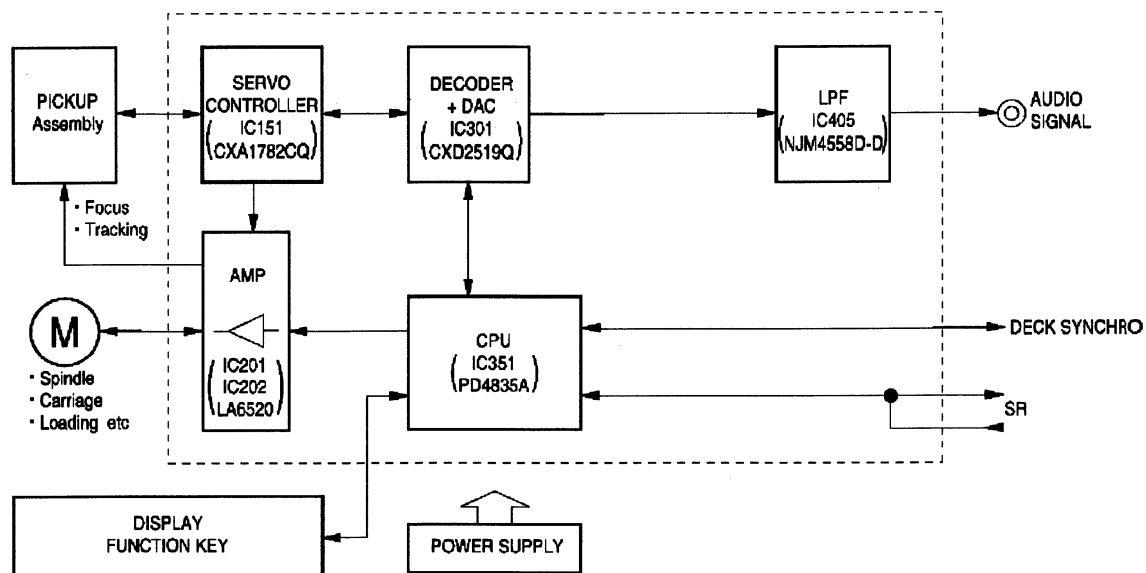 PICKUP
Assembly
SERVO
CONTROLLER
IC151
(CXA1782CQ)
DECODER
+ DAC
IC301
(CXD2519Q)
LPF
IC405
(NJM4558D-D)
AUDIO
SIGNAL
• Focus
• Tracking
AMP
IC201
IC202
(LA6520)
M
• Spindle
• Carriage
• Loading etc
CPU
IC351
(PD4835A)
DECK SYNCHRO
SR
DISPLAY
FUNCTION KEY
POWER SUPPLY